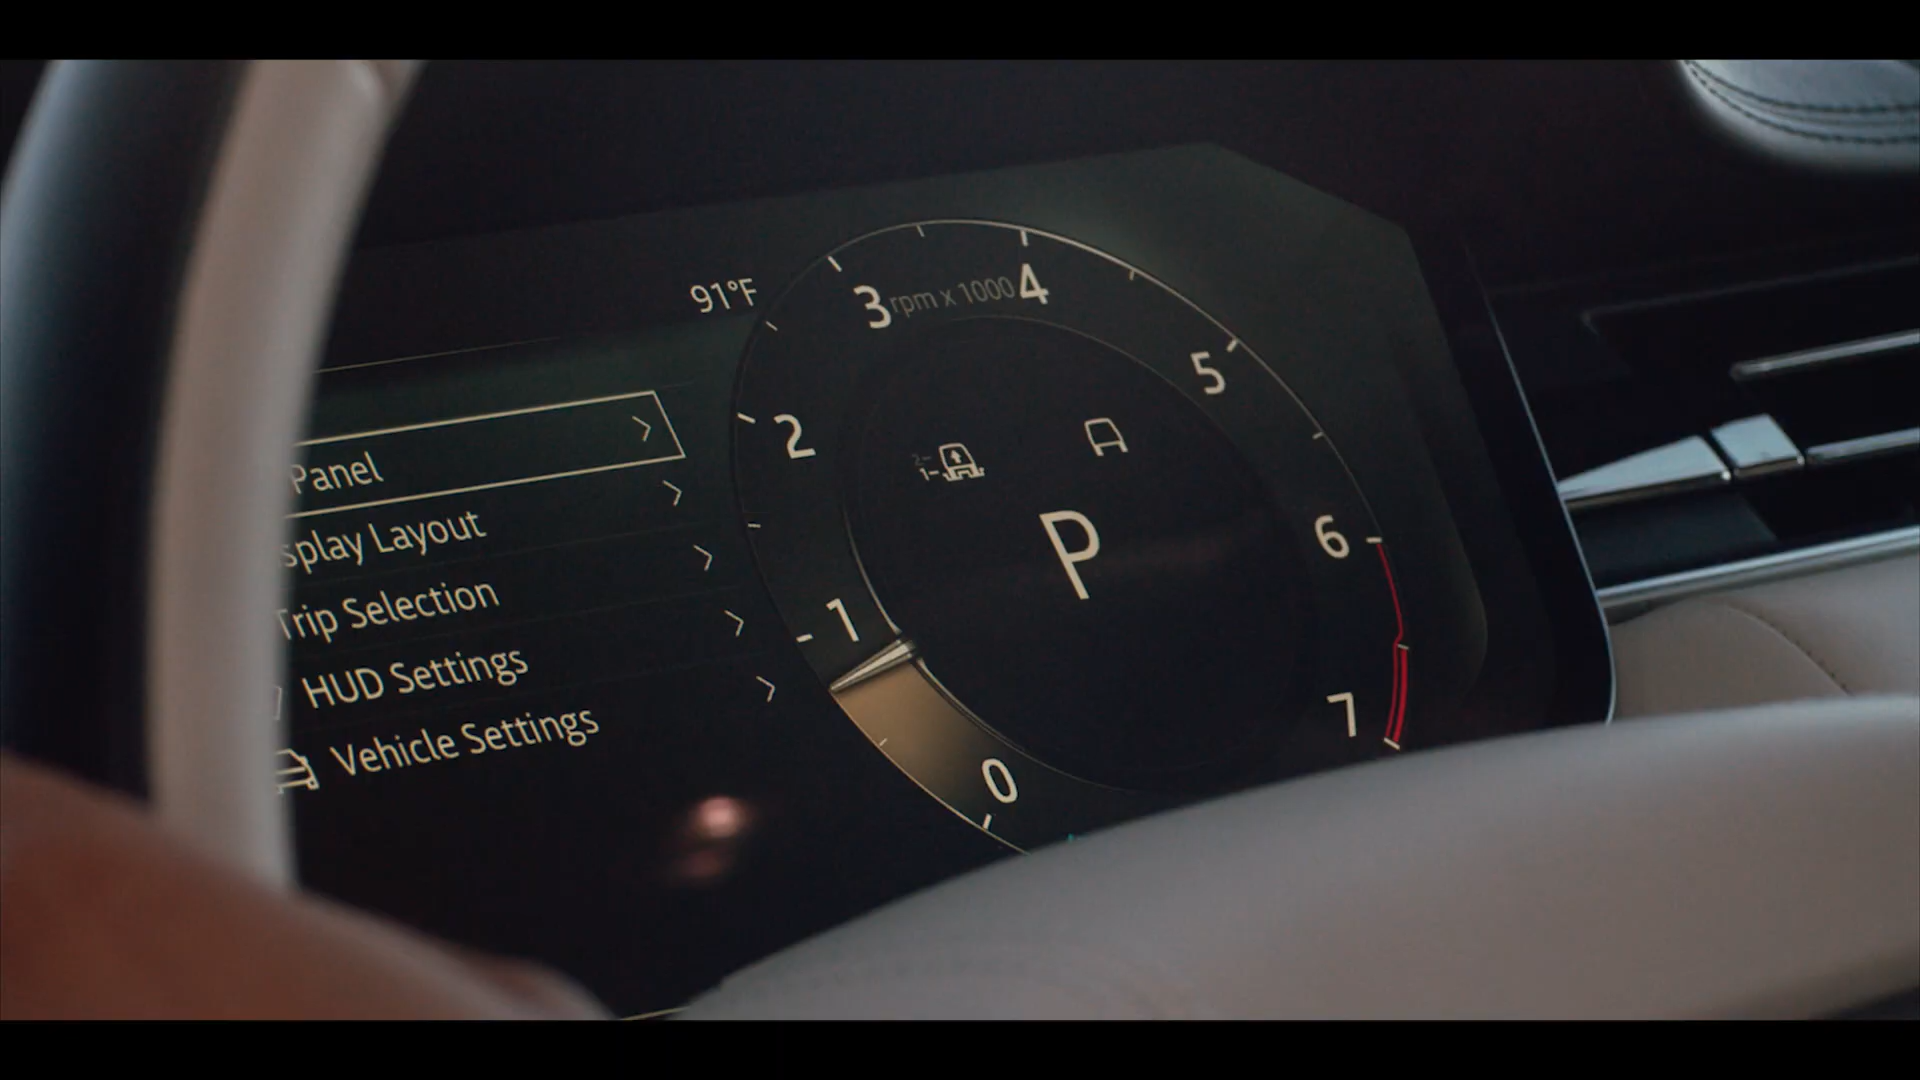 91°F
Panel
splay Layout
Trip Selection
HUD Settings
Vehicle Settings
3 rpm x 1000 4
5
2
1
6
P
1
7
0